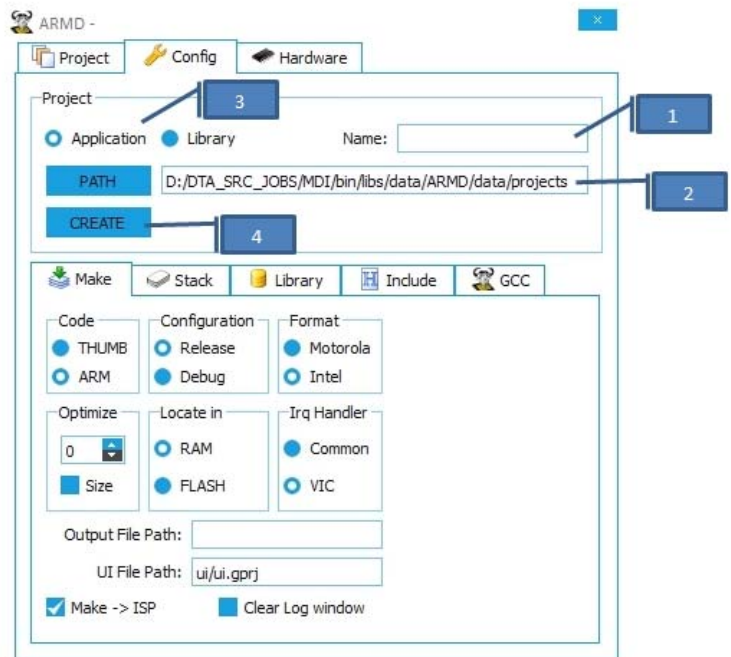 ARMD -
Project Config Hardware
Project
3
Application Library Name:
1
PATH D:/DTA_SRC_JOBS/MDI/bin/libs/data/ARMD/data/projects
2
CREATE
4
Make Stack Library Include GCC
Code Configuration Format
THUMB Release Motorola
ARM Debug Intel
Optimize Locate in Irq Handler
0 RAM Common
Size FLASH VIC
Output File Path:
UI File Path: ui/ui.gprj
Make -> ISP Clear Log window